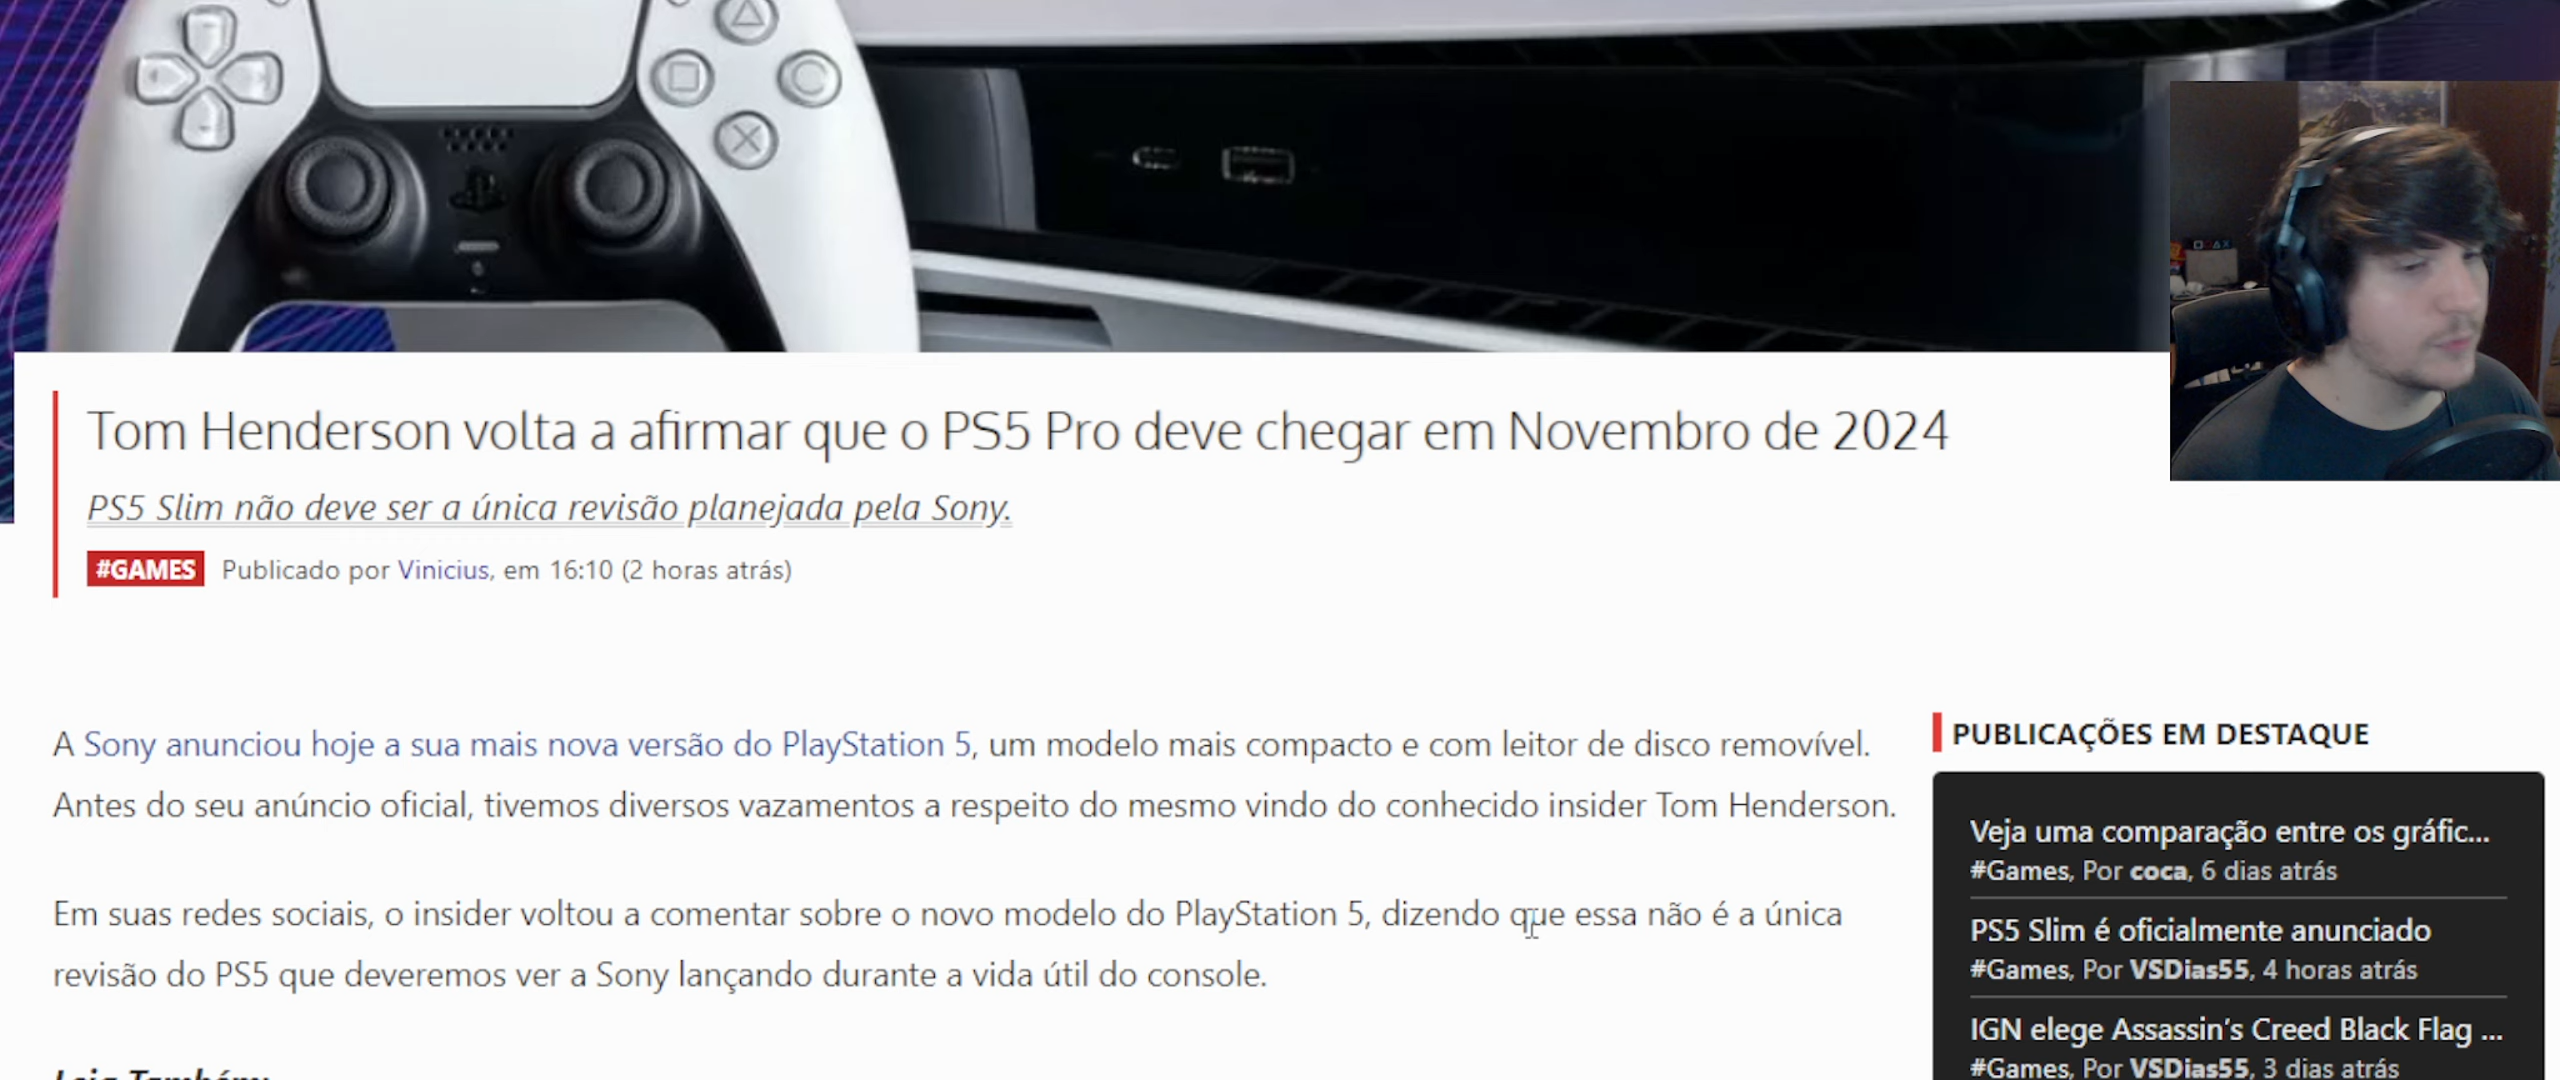 Tom Henderson volta a afirmar que o PS5 Pro deve chegar em Novembro de 2024
PS5 Slim não deve ser a única revisão planejada pela Sony.
#GAMES Publicado por Vinicius, em 16:10 (2 horas atrás)
A Sony anunciou hoje a sua mais nova versão do PlayStation 5, um modelo mais compacto e com leitor de disco removível.
Antes do seu anúncio oficial, tivemos diversos vazamentos a respeito do mesmo vindo do conhecido insider Tom Henderson.
Em suas redes sociais, o insider voltou a comentar sobre o novo modelo do PlayStation 5, dizendo que essa não é a única
revisão do PS5 que deveremos ver a Sony lançando durante a vida útil do console.
Leia Também:
PUBLICAÇÕES EM DESTAQUE
Veja uma comparação entre os gráfic...
#Games, Por coca, 6 dias atrás
PS5 Slim é oficialmente anunciado
#Games, Por VSDias55, 4 horas atrás
IGN elege Assassin's Creed Black Flag ...
#Games, Por VSDias55, 3 dias atrás